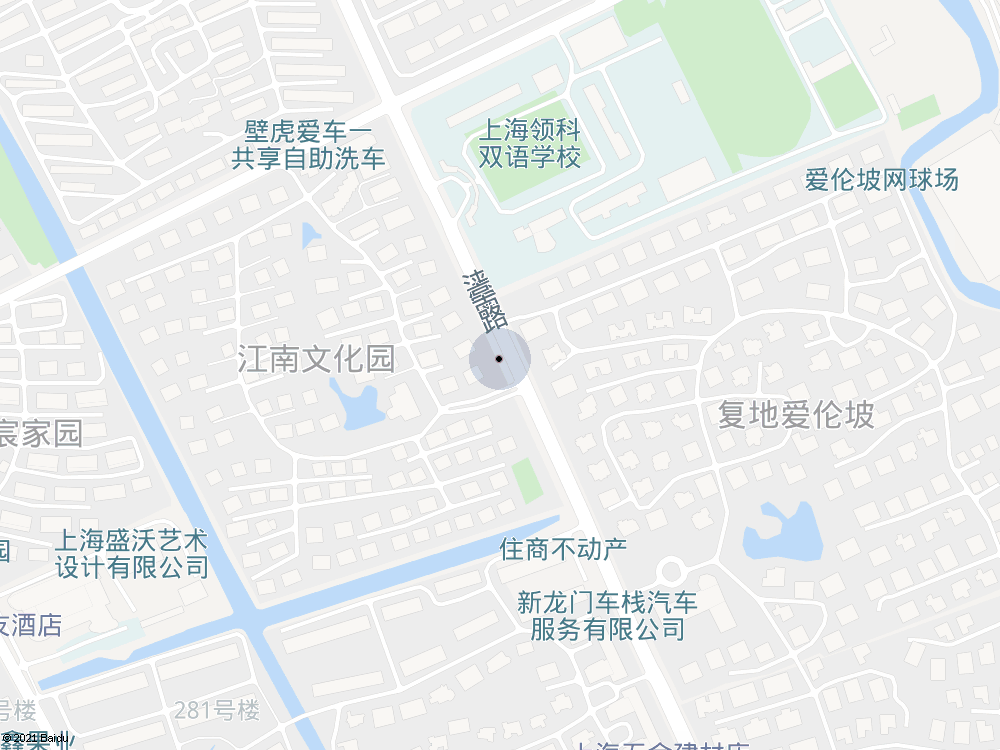 上海领科
双语学校
壁虎爱车一
共享自助洗车
爱伦坡网球场
江南文化园
复地爱伦坡
宸家园
上海盛沃艺术
设计有限公司
园
住商不动产
新龙门车栈汽车
服务有限公司
友酒店
号楼
281号楼
© 2021 Baidu